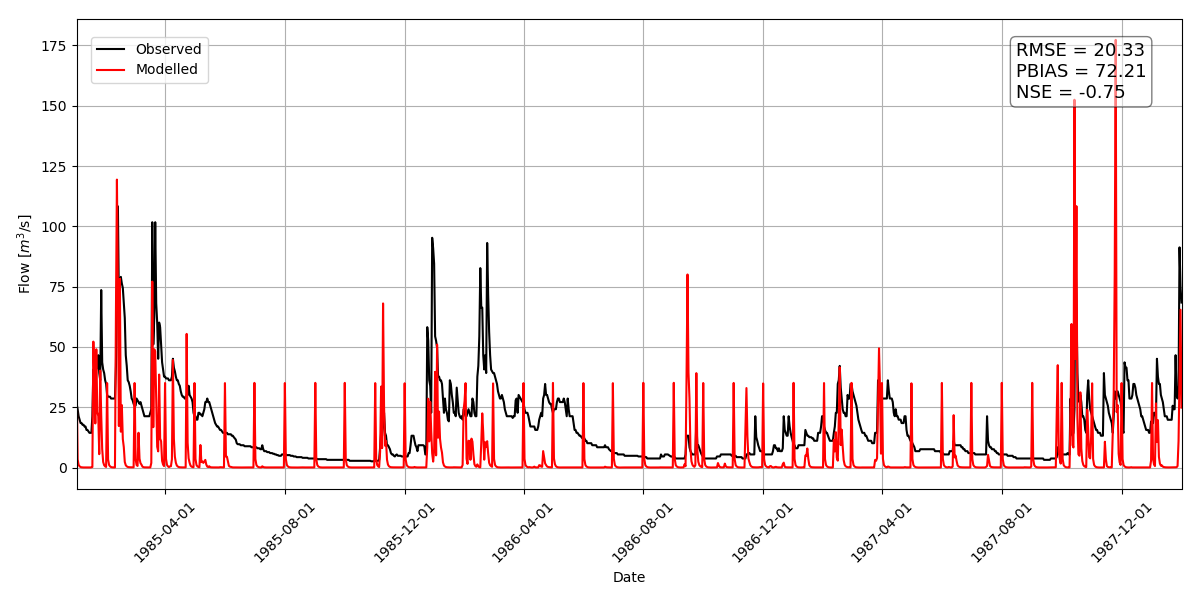 175
150
125
100
75
50
25
0
Flow [m³/s]
Observed
Modelled
RMSE = 20.33
PBIAS = 72.21
NSE = -0.75
1985-04-01
1985-08-01
1985-12-01
1986-04-01
1986-08-01
1986-12-01
1987-04-01
1987-08-01
1987-12-01
Date